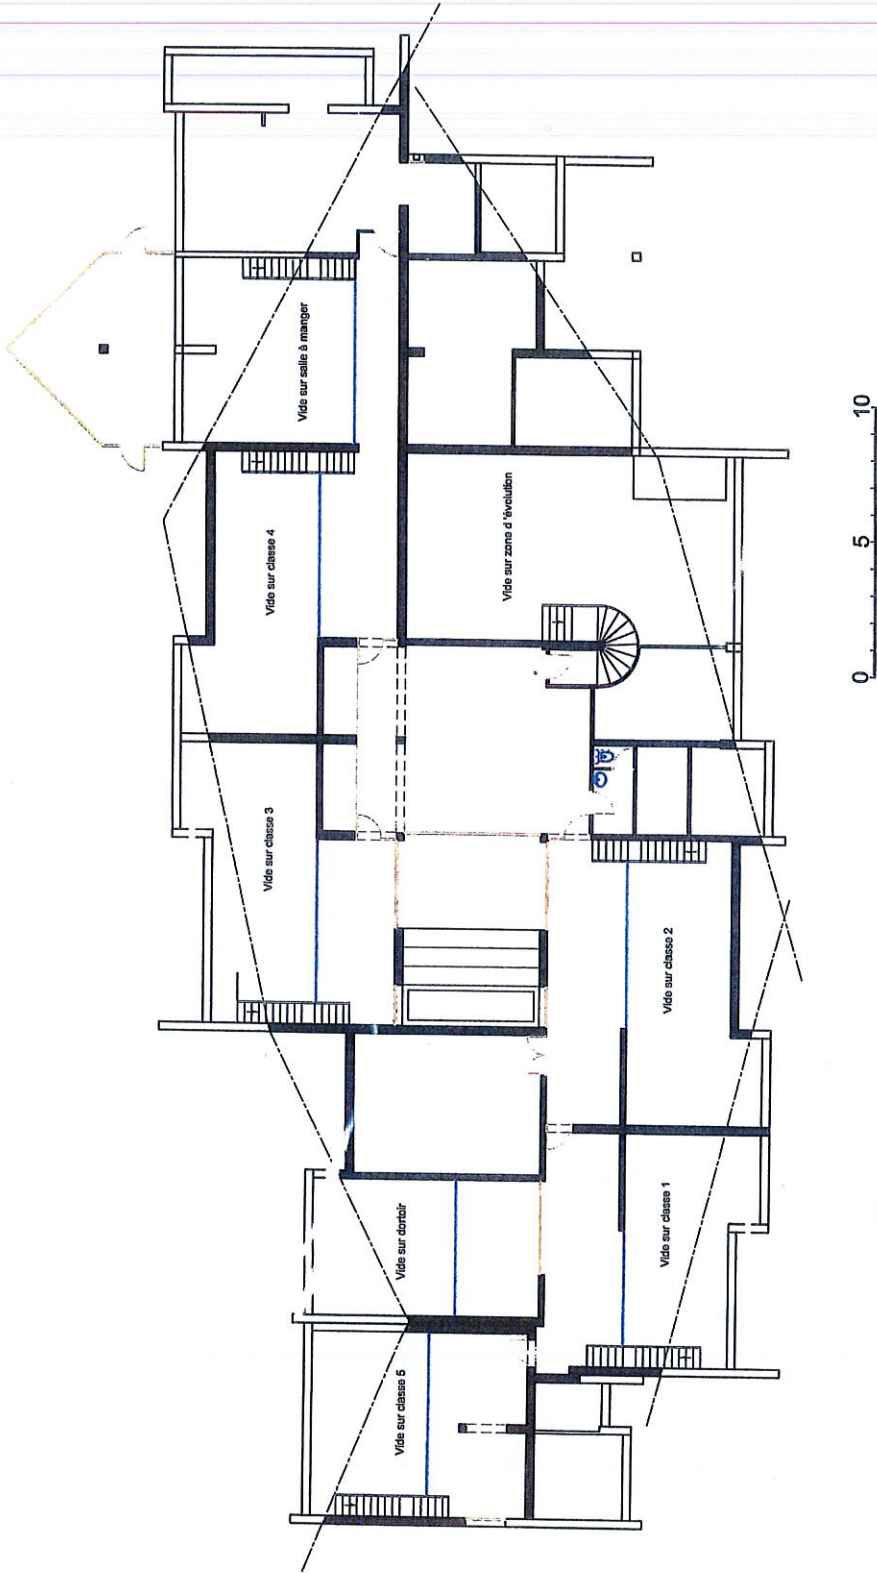 Vide sur salle à manger
Vide sur classe 4
Vide sur zone d'évolution
Vide sur classe 3
Vide sur classe 2
Vide sur dortoir
Vide sur classe 1
Vide sur classe 5
0 5 10